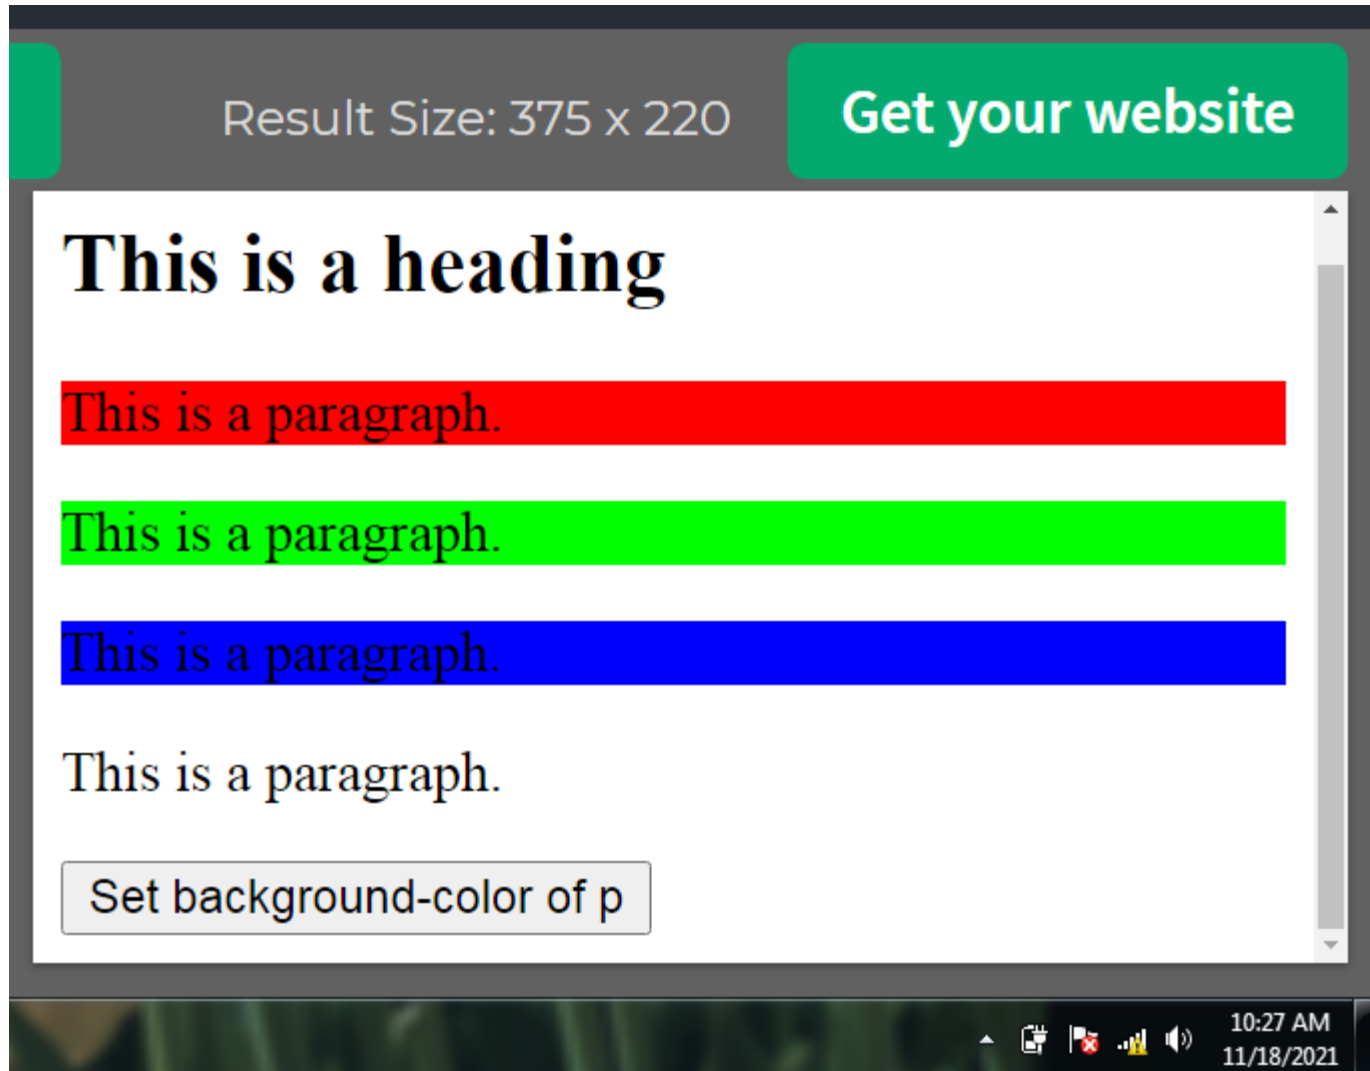 Result Size: 375 x 220
Get your website
This is a heading
This is a paragraph.
This is a paragraph.
This is a paragraph.
This is a paragraph.
Set background-color of p
10:27 AM
11/18/2021